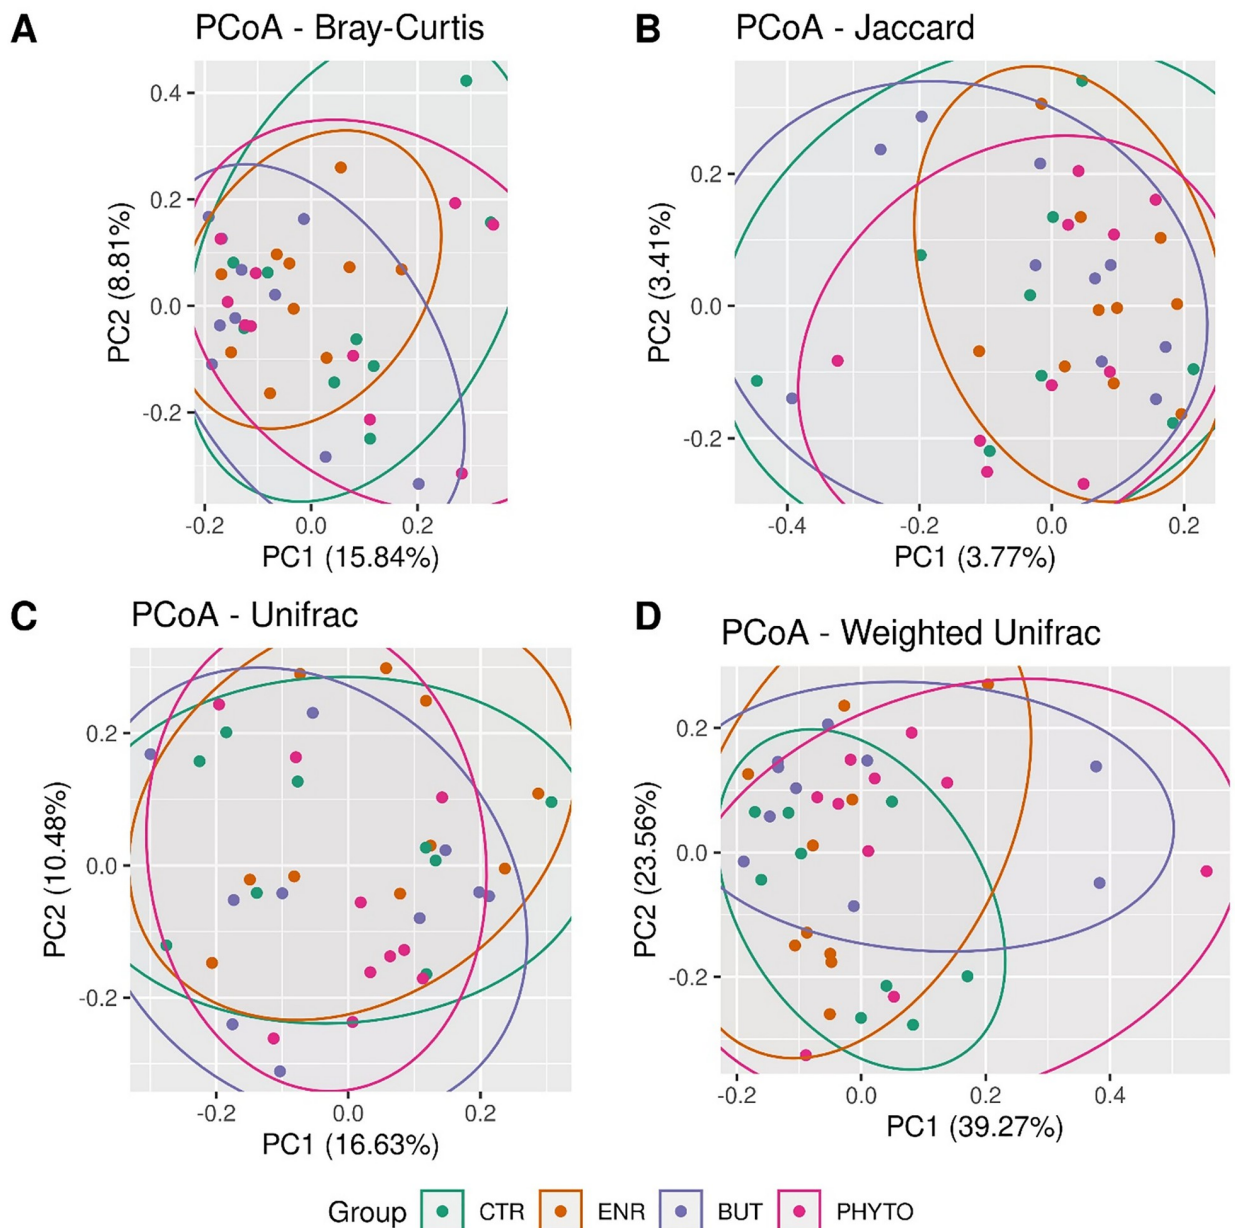 A
PCoA - Bray-Curtis
0.4
0.2
0.0
-0.2
PC2 (8.81%)
-0.2 0.0 0.2
PC1 (15.84%)
B
PCoA - Jaccard
0.2
0.0
-0.2
PC2 (3.41%)
-0.4 -0.2 0.0 0.2
PC1 (3.77%)
C
PCoA - Unifrac
0.2
0.0
-0.2
PC2 (10.48%)
-0.2 0.0 0.2
PC1 (16.63%)
D
PCoA - Weighted Unifrac
0.2
0.0
-0.2
PC2 (23.56%)
-0.2 0.0 0.2 0.4
PC1 (39.27%)
Group CTR ENR BUT PHYTO